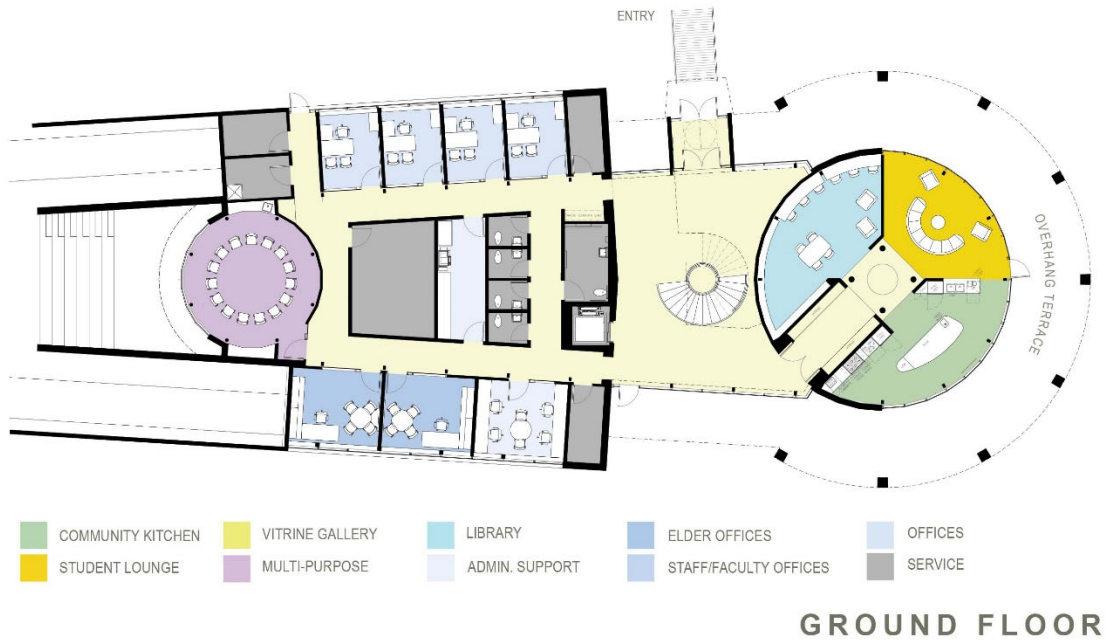 ENTRY
OVERHANG TERRACE
COMMUNITY KITCHEN
VITRINE GALLERY
LIBRARY
ELDER OFFICES
OFFICES
STUDENT LOUNGE
MULTI-PURPOSE
ADMIN. SUPPORT
STAFF/FACULTY OFFICES
SERVICE
GROUND FLOOR